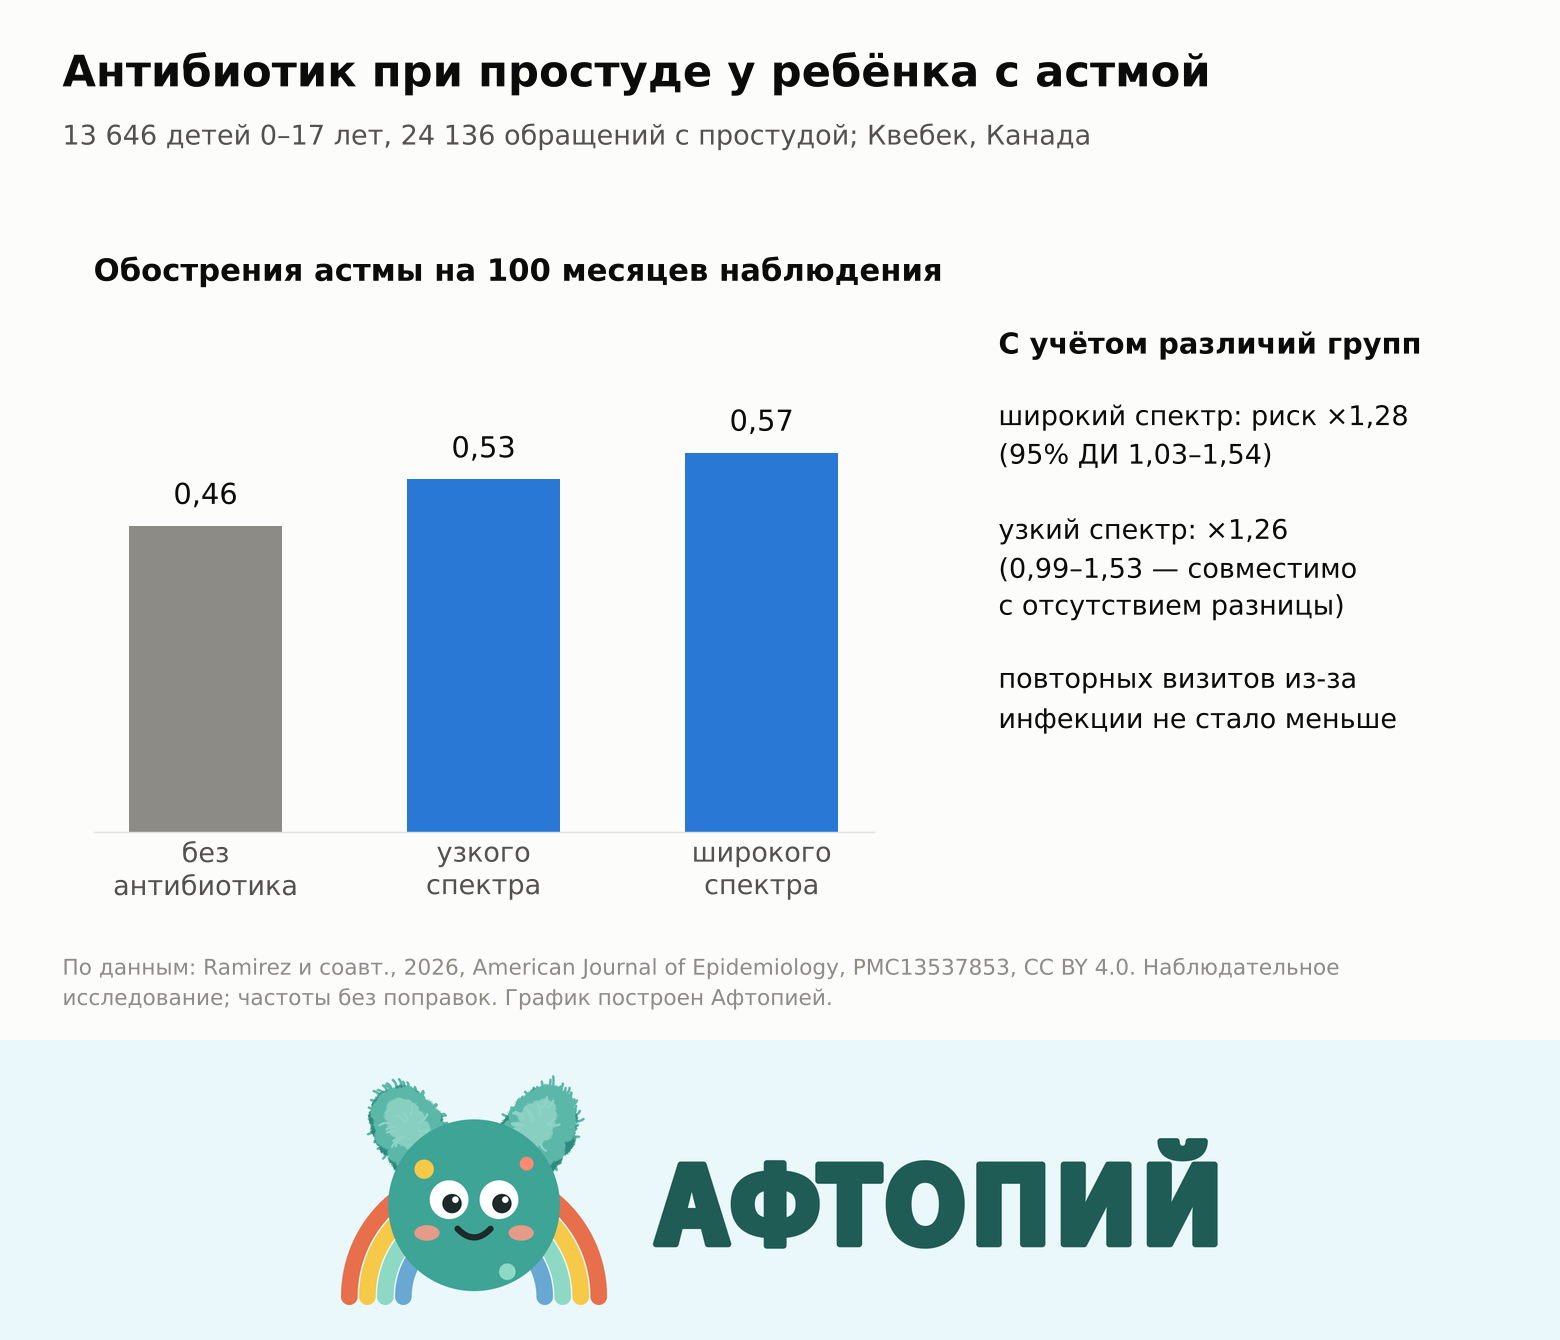 Антибиотик при простуде у ребёнка с астмой
13 646 детей 0–17 лет, 24 136 обращений с простудой; Квебек, Канада
Обострения астмы на 100 месяцев наблюдения
0,46
0,53
0,57
без
антибиотика
узкого
спектра
широкого
спектра
С учётом различий групп
широкий спектр: риск ×1,28
(95% ДИ 1,03–1,54)
узкий спектр: ×1,26
(0,99–1,53 — совместимо
с отсутствием разницы)
повторных визитов из-за
инфекции не стало меньше
По данным: Ramirez и соавт., 2026, American Journal of Epidemiology, PMC13537853, CC BY 4.0. Наблюдательное
исследование; частоты без поправок. График построен Афтопией.
АФТОПИЙ